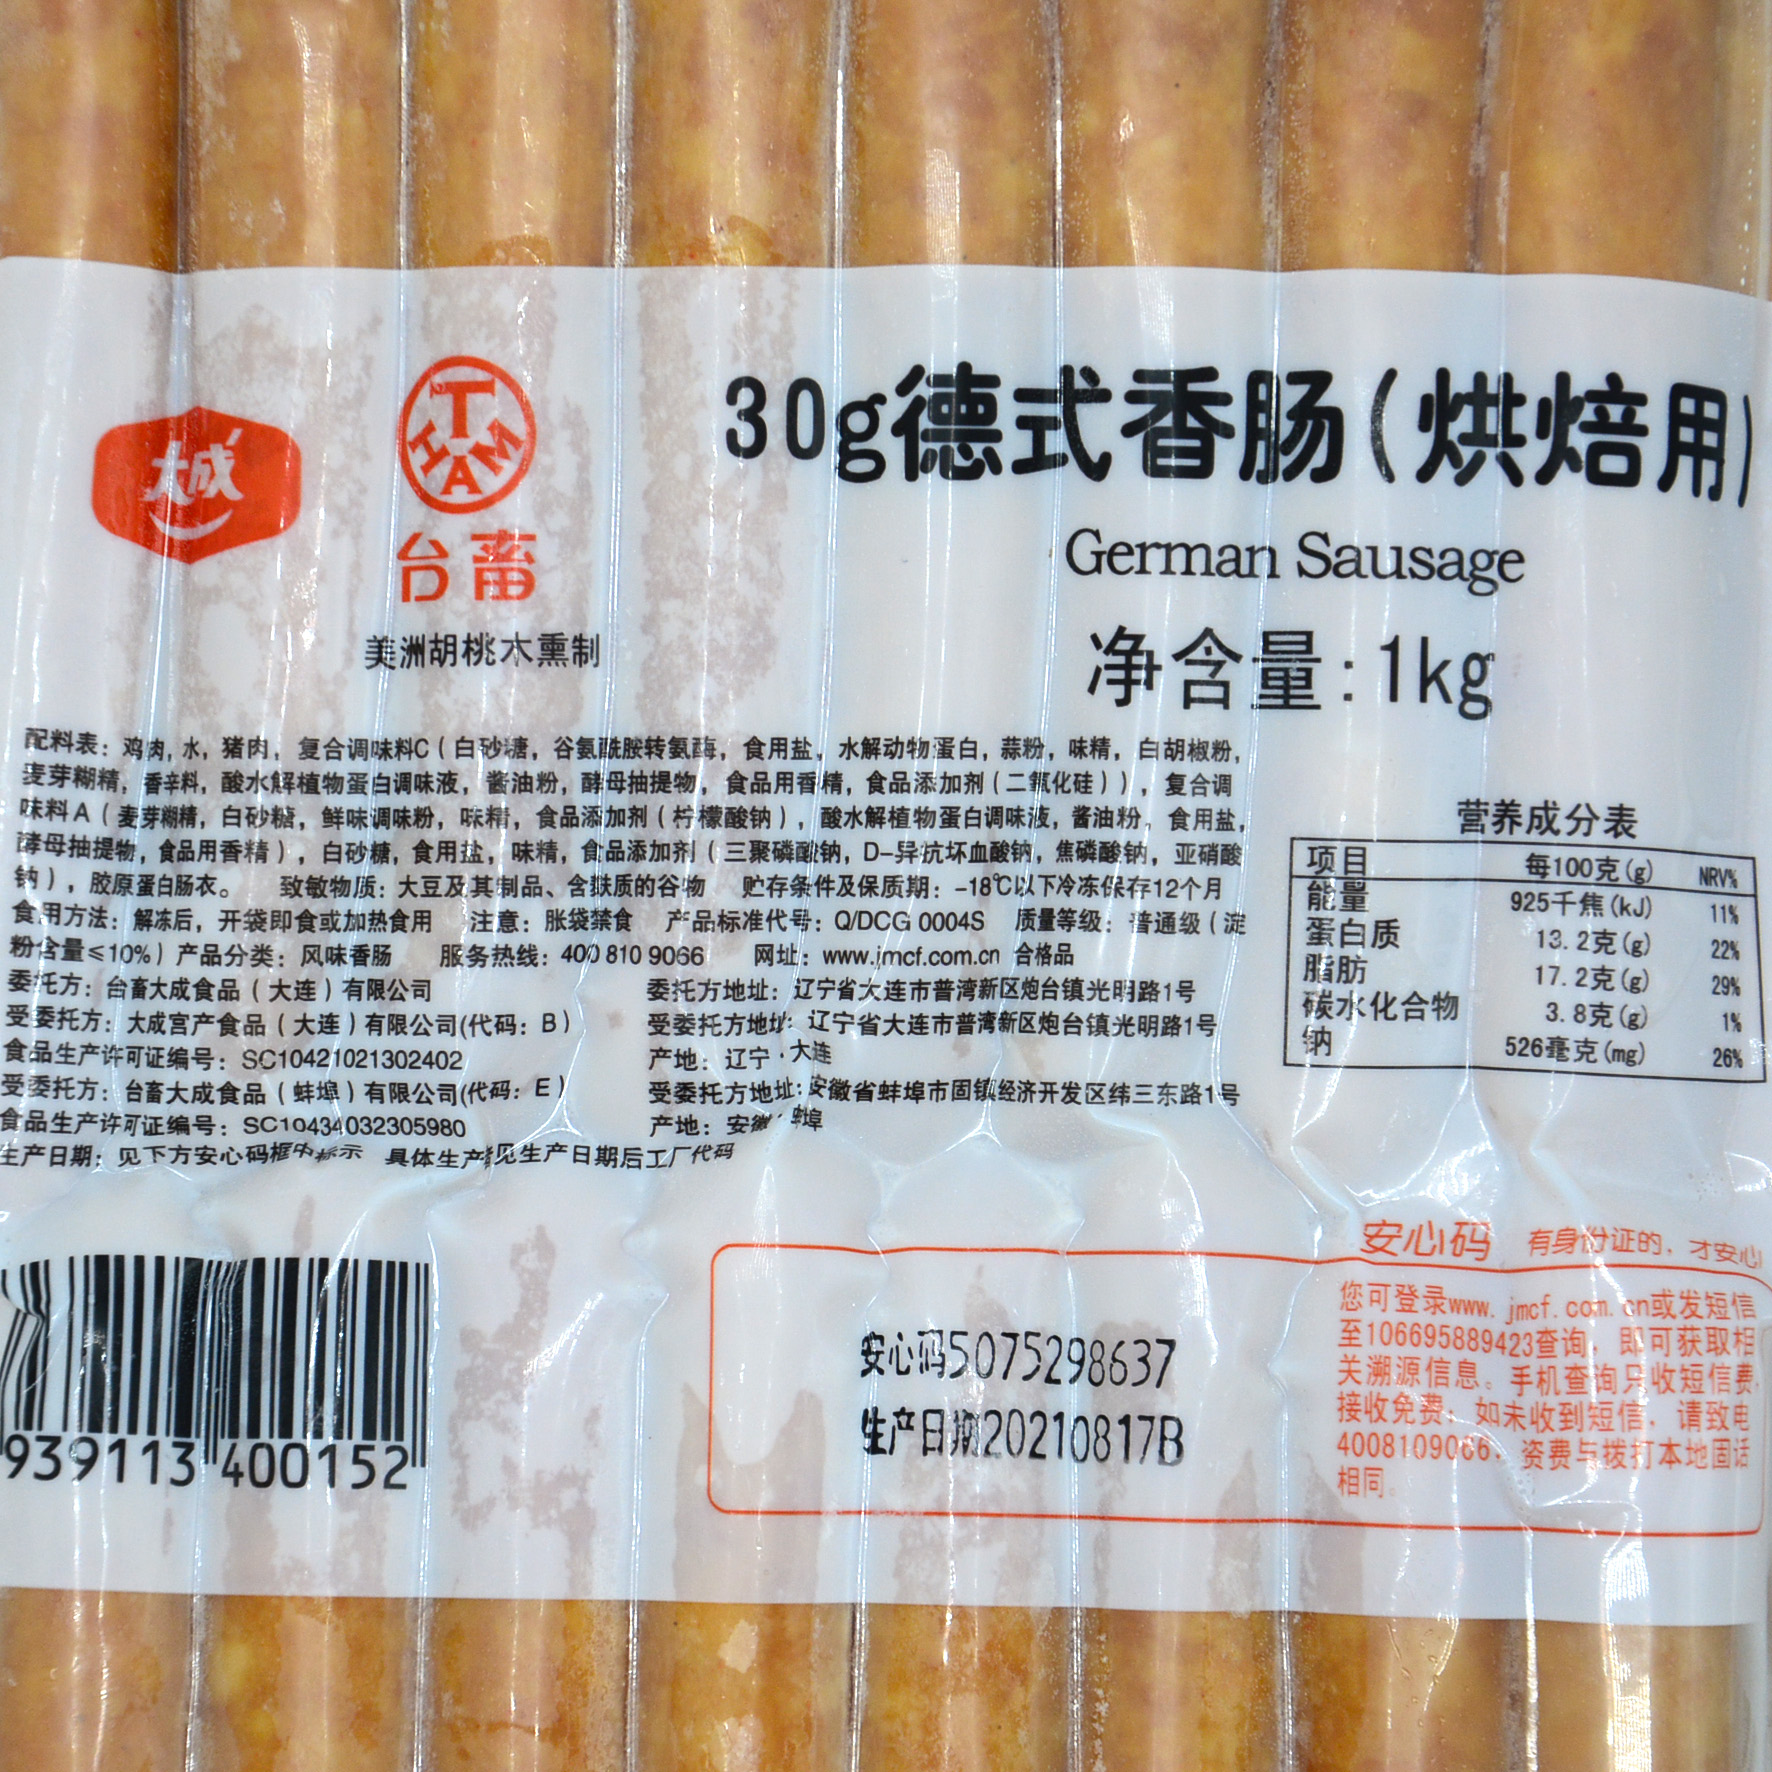 大成
T
HAM
台畜
美洲胡桃木熏制
30g德式香肠(烘焙用)
German Sausage
净含量:1kg
配料表：鸡肉，水，猪肉，复合调味料C（白砂糖，谷氨酰胺转氨酶，食用盐，水解动物蛋白，蒜粉，味精，白胡椒粉，
麦芽糊精，香辛料，酸水解植物蛋白调味液，酱油粉，酵母抽提物，食品用香精，食品添加剂（二氧化硅）），复合调
味料A（麦芽糊精，白砂糖，鲜味调味粉，味精，食品添加剂（柠檬酸钠），酸水解植物蛋白调味液，酱油粉，食用盐，
酵母抽提物，食品用香精），白砂糖，食用盐，味精，食品添加剂（三聚磷酸钠，D-异抗坏血酸钠，焦磷酸钠，亚硝酸
钠），胶原蛋白肠衣。 致敏物质：大豆及其制品、含麸质的谷物 贮存条件及保质期：-18℃以下冷冻保存12个月
食用方法：解冻后，开袋即食或加热食用 注意：胀袋禁食 产品标准代号：Q/DCG 0004S 质量等级：普通级（淀
粉含量≤10%）产品分类：风味香肠 服务热线：400 810 9066 网址：www.jmcf.com.cn 合格品
委托方：台畜大成食品（大连）有限公司 委托方地址：辽宁省大连市普湾新区炮台镇光明路1号
受委托方：大成宫产食品（大连）有限公司(代码：B） 受委托方地址：辽宁省大连市普湾新区炮台镇光明路1号
食品生产许可证编号：SC10421021302402 产地：辽宁·大连
受委托方：台畜大成食品（蚌埠）有限公司(代码：E） 受委托方地址：安徽省蚌埠市固镇经济开发区纬三东路1号
食品生产许可证编号：SC10434032305980 产地：安徽·蚌埠
生产日期：见下方安心码框中标示 具体生产者见生产日期后工厂代码
营养成分表
项目 每100克(g) NRV%
能量 925千焦(kJ) 11%
蛋白质 13.2克(g) 22%
脂肪 17.2克(g) 29%
碳水化合物 3.8克(g) 1%
钠 526毫克(mg) 26%
安心码 有身份证的，才安心
您可登录www.jmcf.com.cn或发短信
至106695889423查询，即可获取相
关溯源信息。手机查询只收短信费，
接收免费；如未收到短信，请致电
4008109066，资费与拨打本地固话
相同。
安心码5075298637
生产日期20210817B
939113 400152